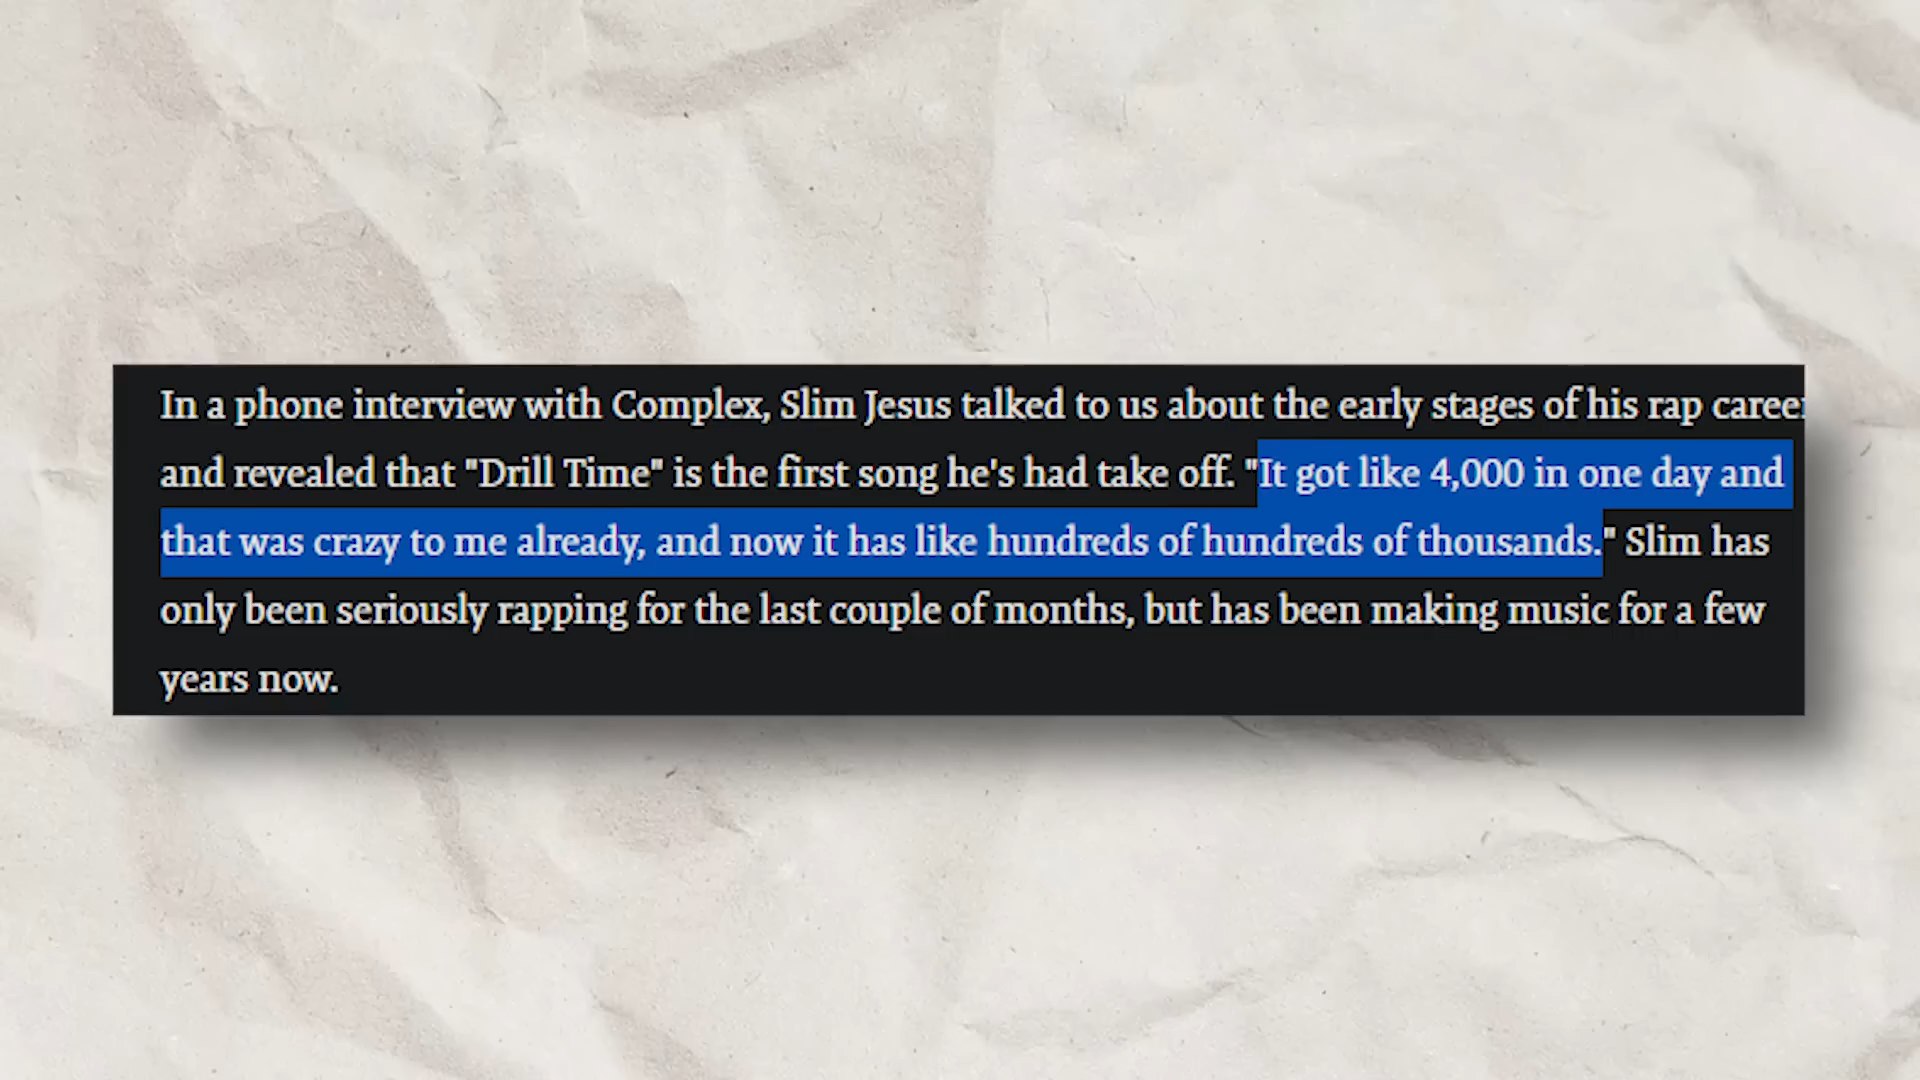 In a phone interview with Complex, Slim Jesus talked to us about the early stages of his rap career
and revealed that "Drill Time" is the first song he's had take off. "It got like 4,000 in one day and
that was crazy to me already, and now it has like hundreds of hundreds of thousands." Slim has
only been seriously rapping for the last couple of months, but has been making music for a few
years now.